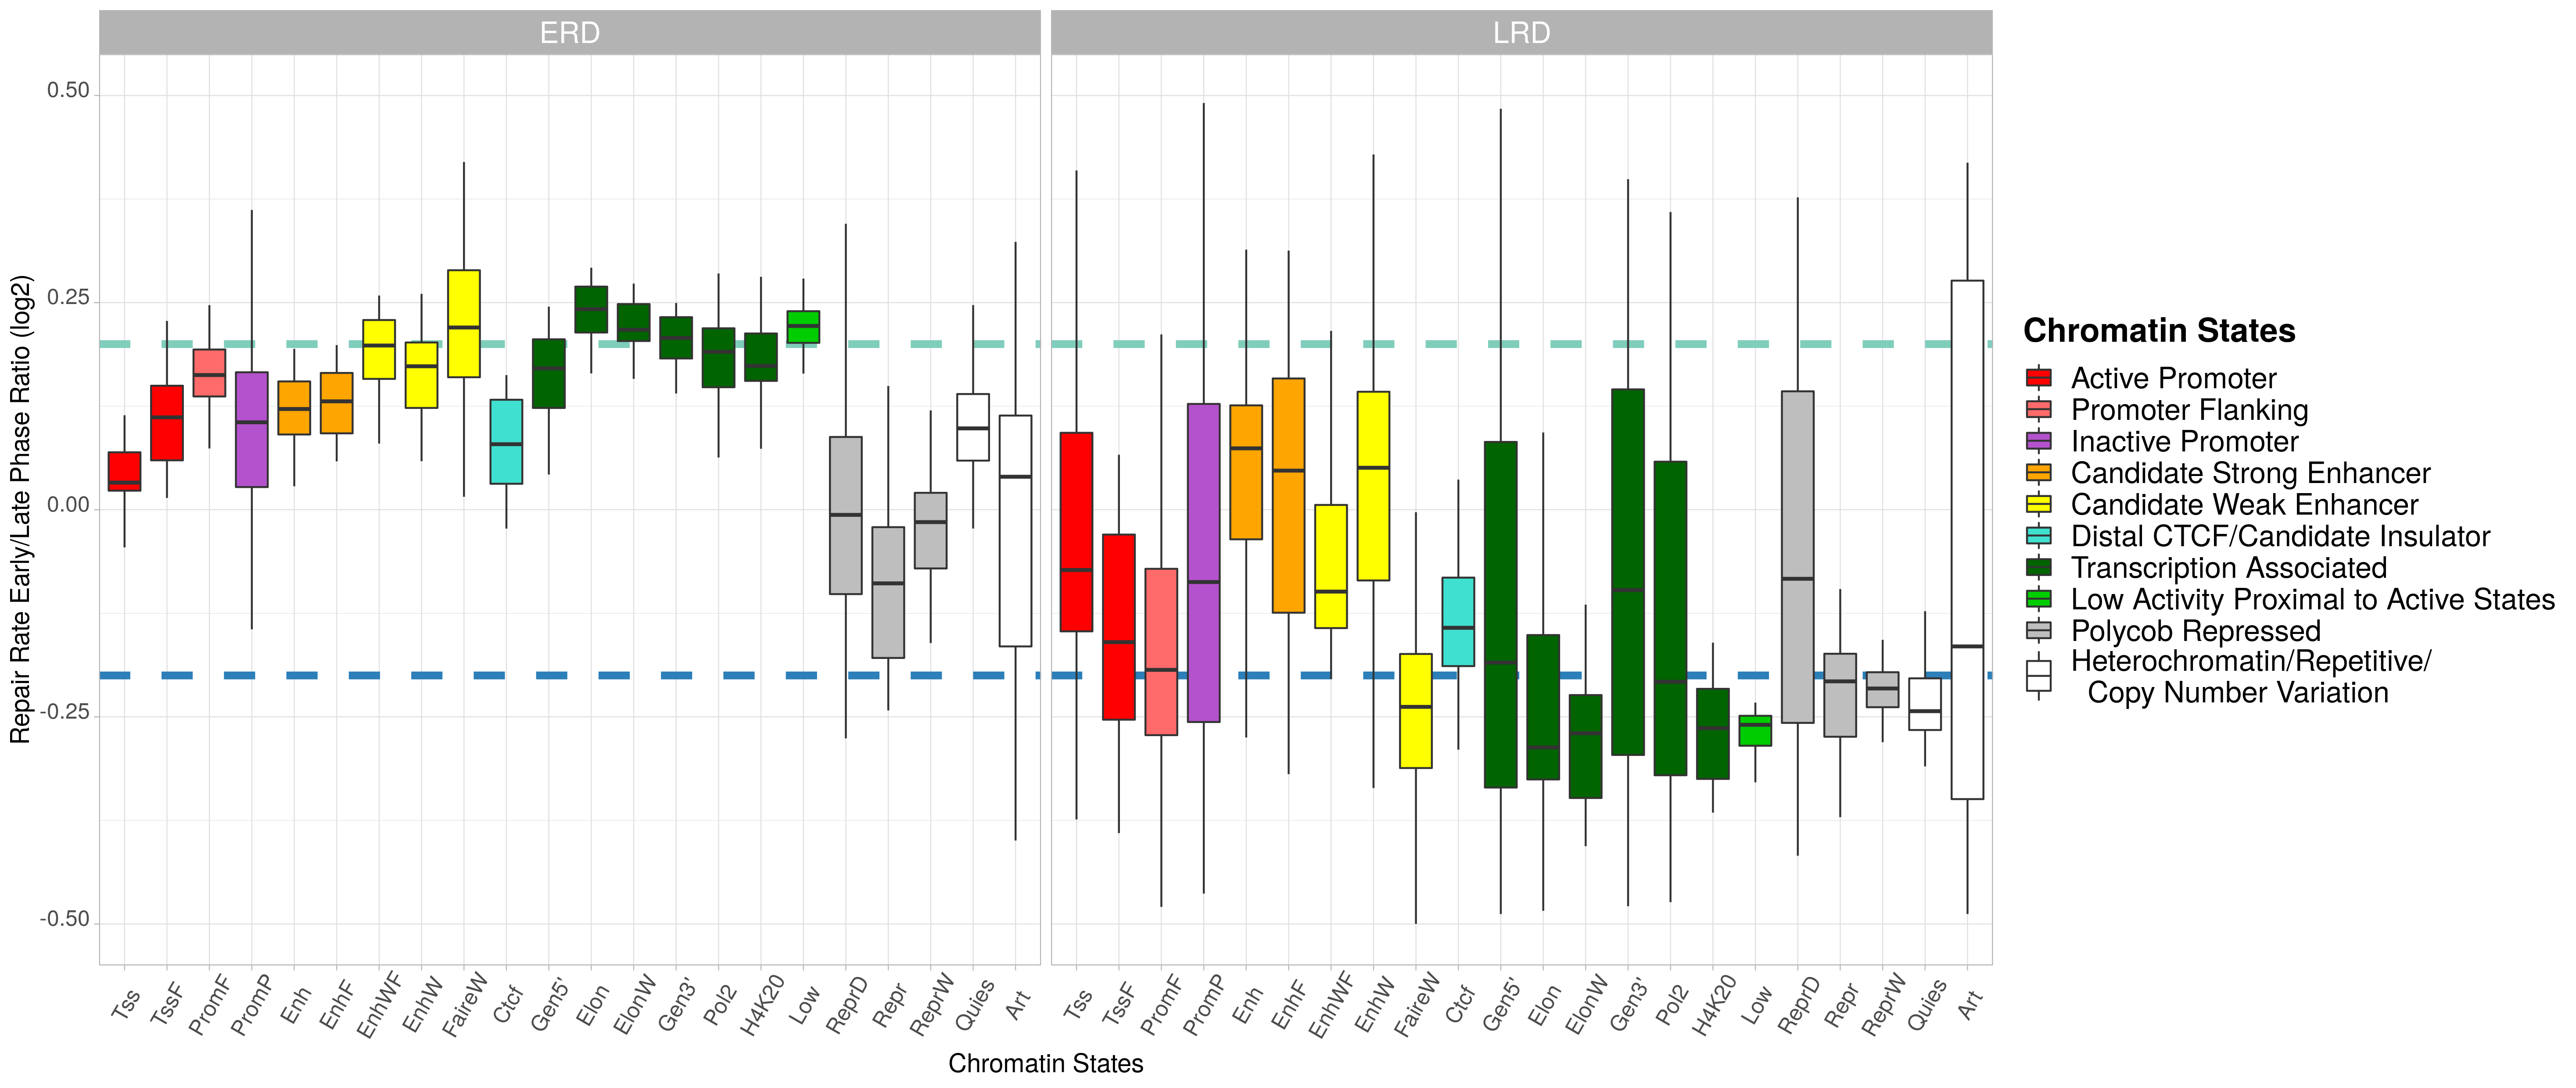 ERD
LRD
Repair Rate Early/Late Phase Ratio (log2)
0.50
0.25
0.00
-0.25
-0.50
Tss TssF PromF PromP Enh EnhF EnhWF EnhW FaireW Ctcf Gen5' Elon ElonW Gen3' Pol2 H4K20 Low ReprD Repr ReprW Quies Art
Tss TssF PromF PromP Enh EnhF EnhWF EnhW FaireW Ctcf Gen5' Elon ElonW Gen3' Pol2 H4K20 Low ReprD Repr ReprW Quies Art
Chromatin States
Chromatin States
Active Promoter
Promoter Flanking
Inactive Promoter
Candidate Strong Enhancer
Candidate Weak Enhancer
Distal CTCF/Candidate Insulator
Transcription Associated
Low Activity Proximal to Active States
Polycob Repressed
Heterochromatin/Repetitive/
Copy Number Variation